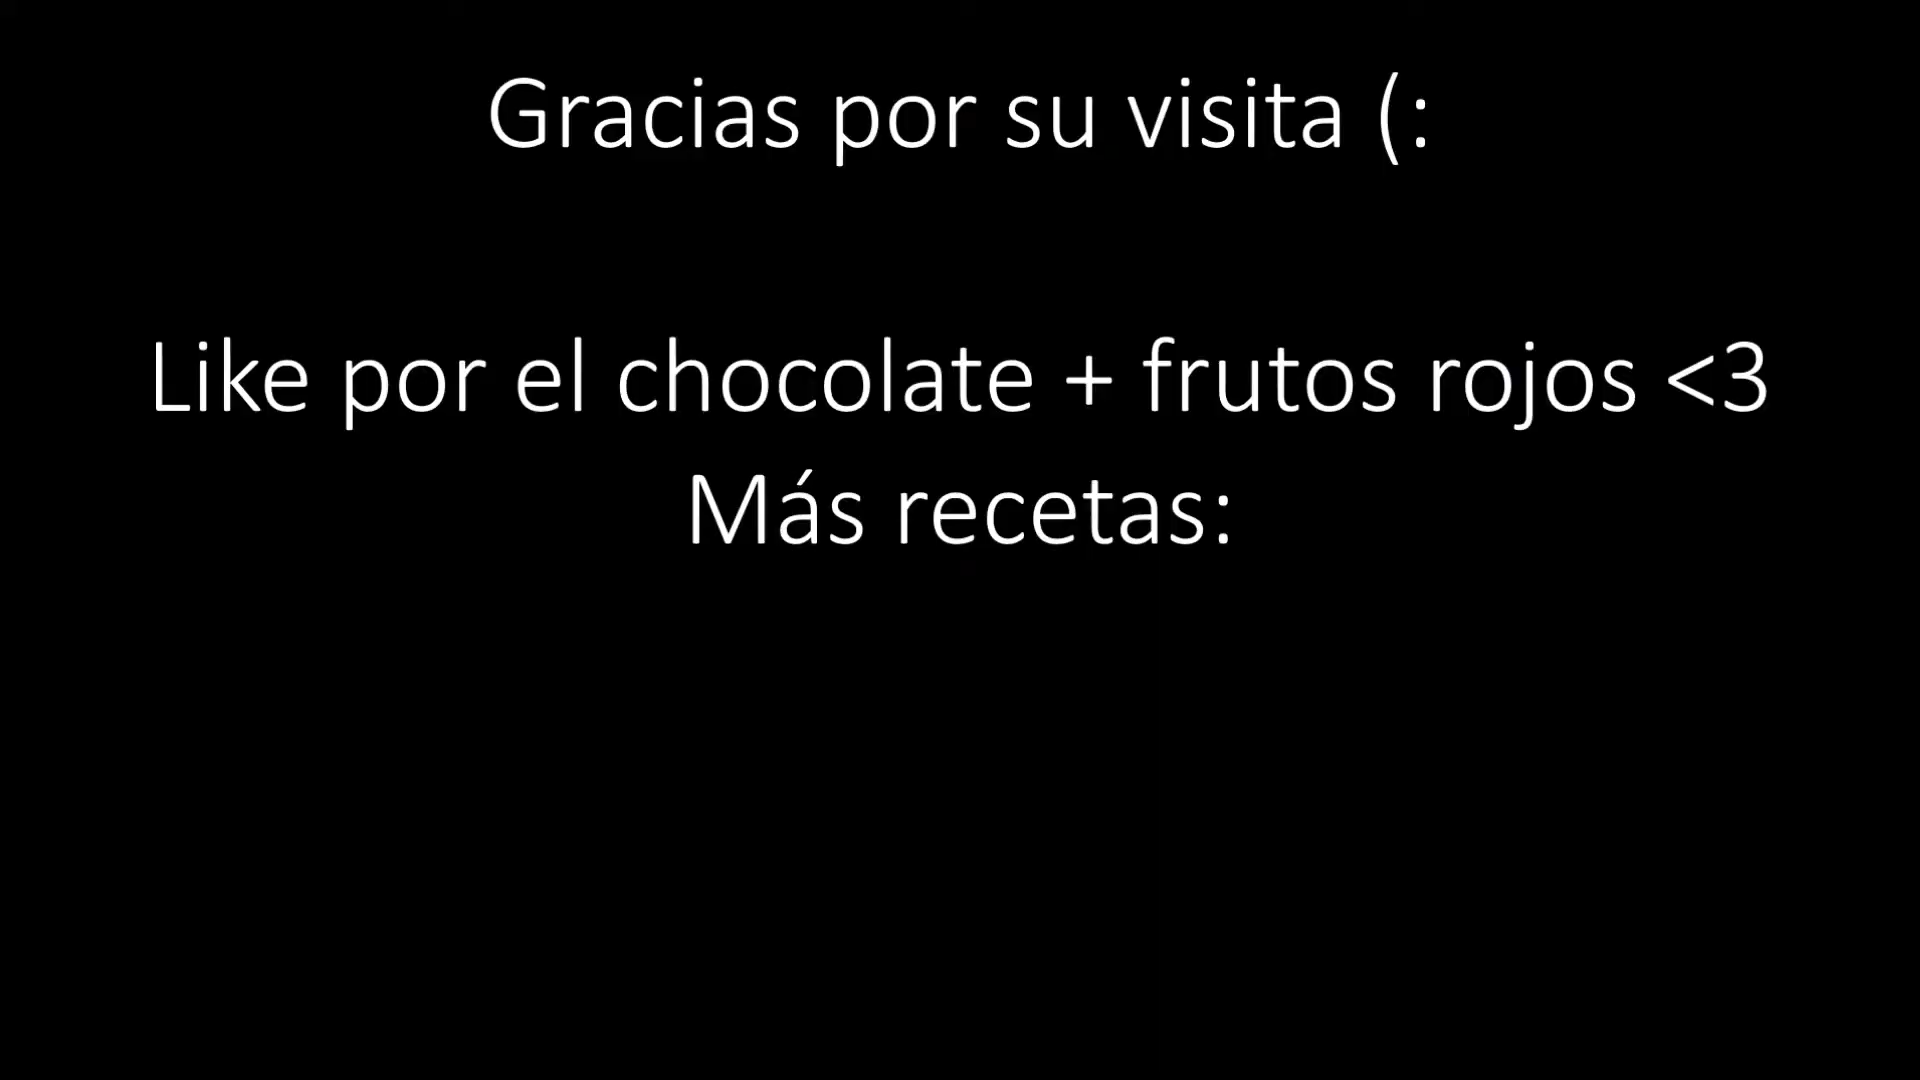 Gracias por su visita (:
Like por el chocolate + frutos rojos <3
Más recetas: